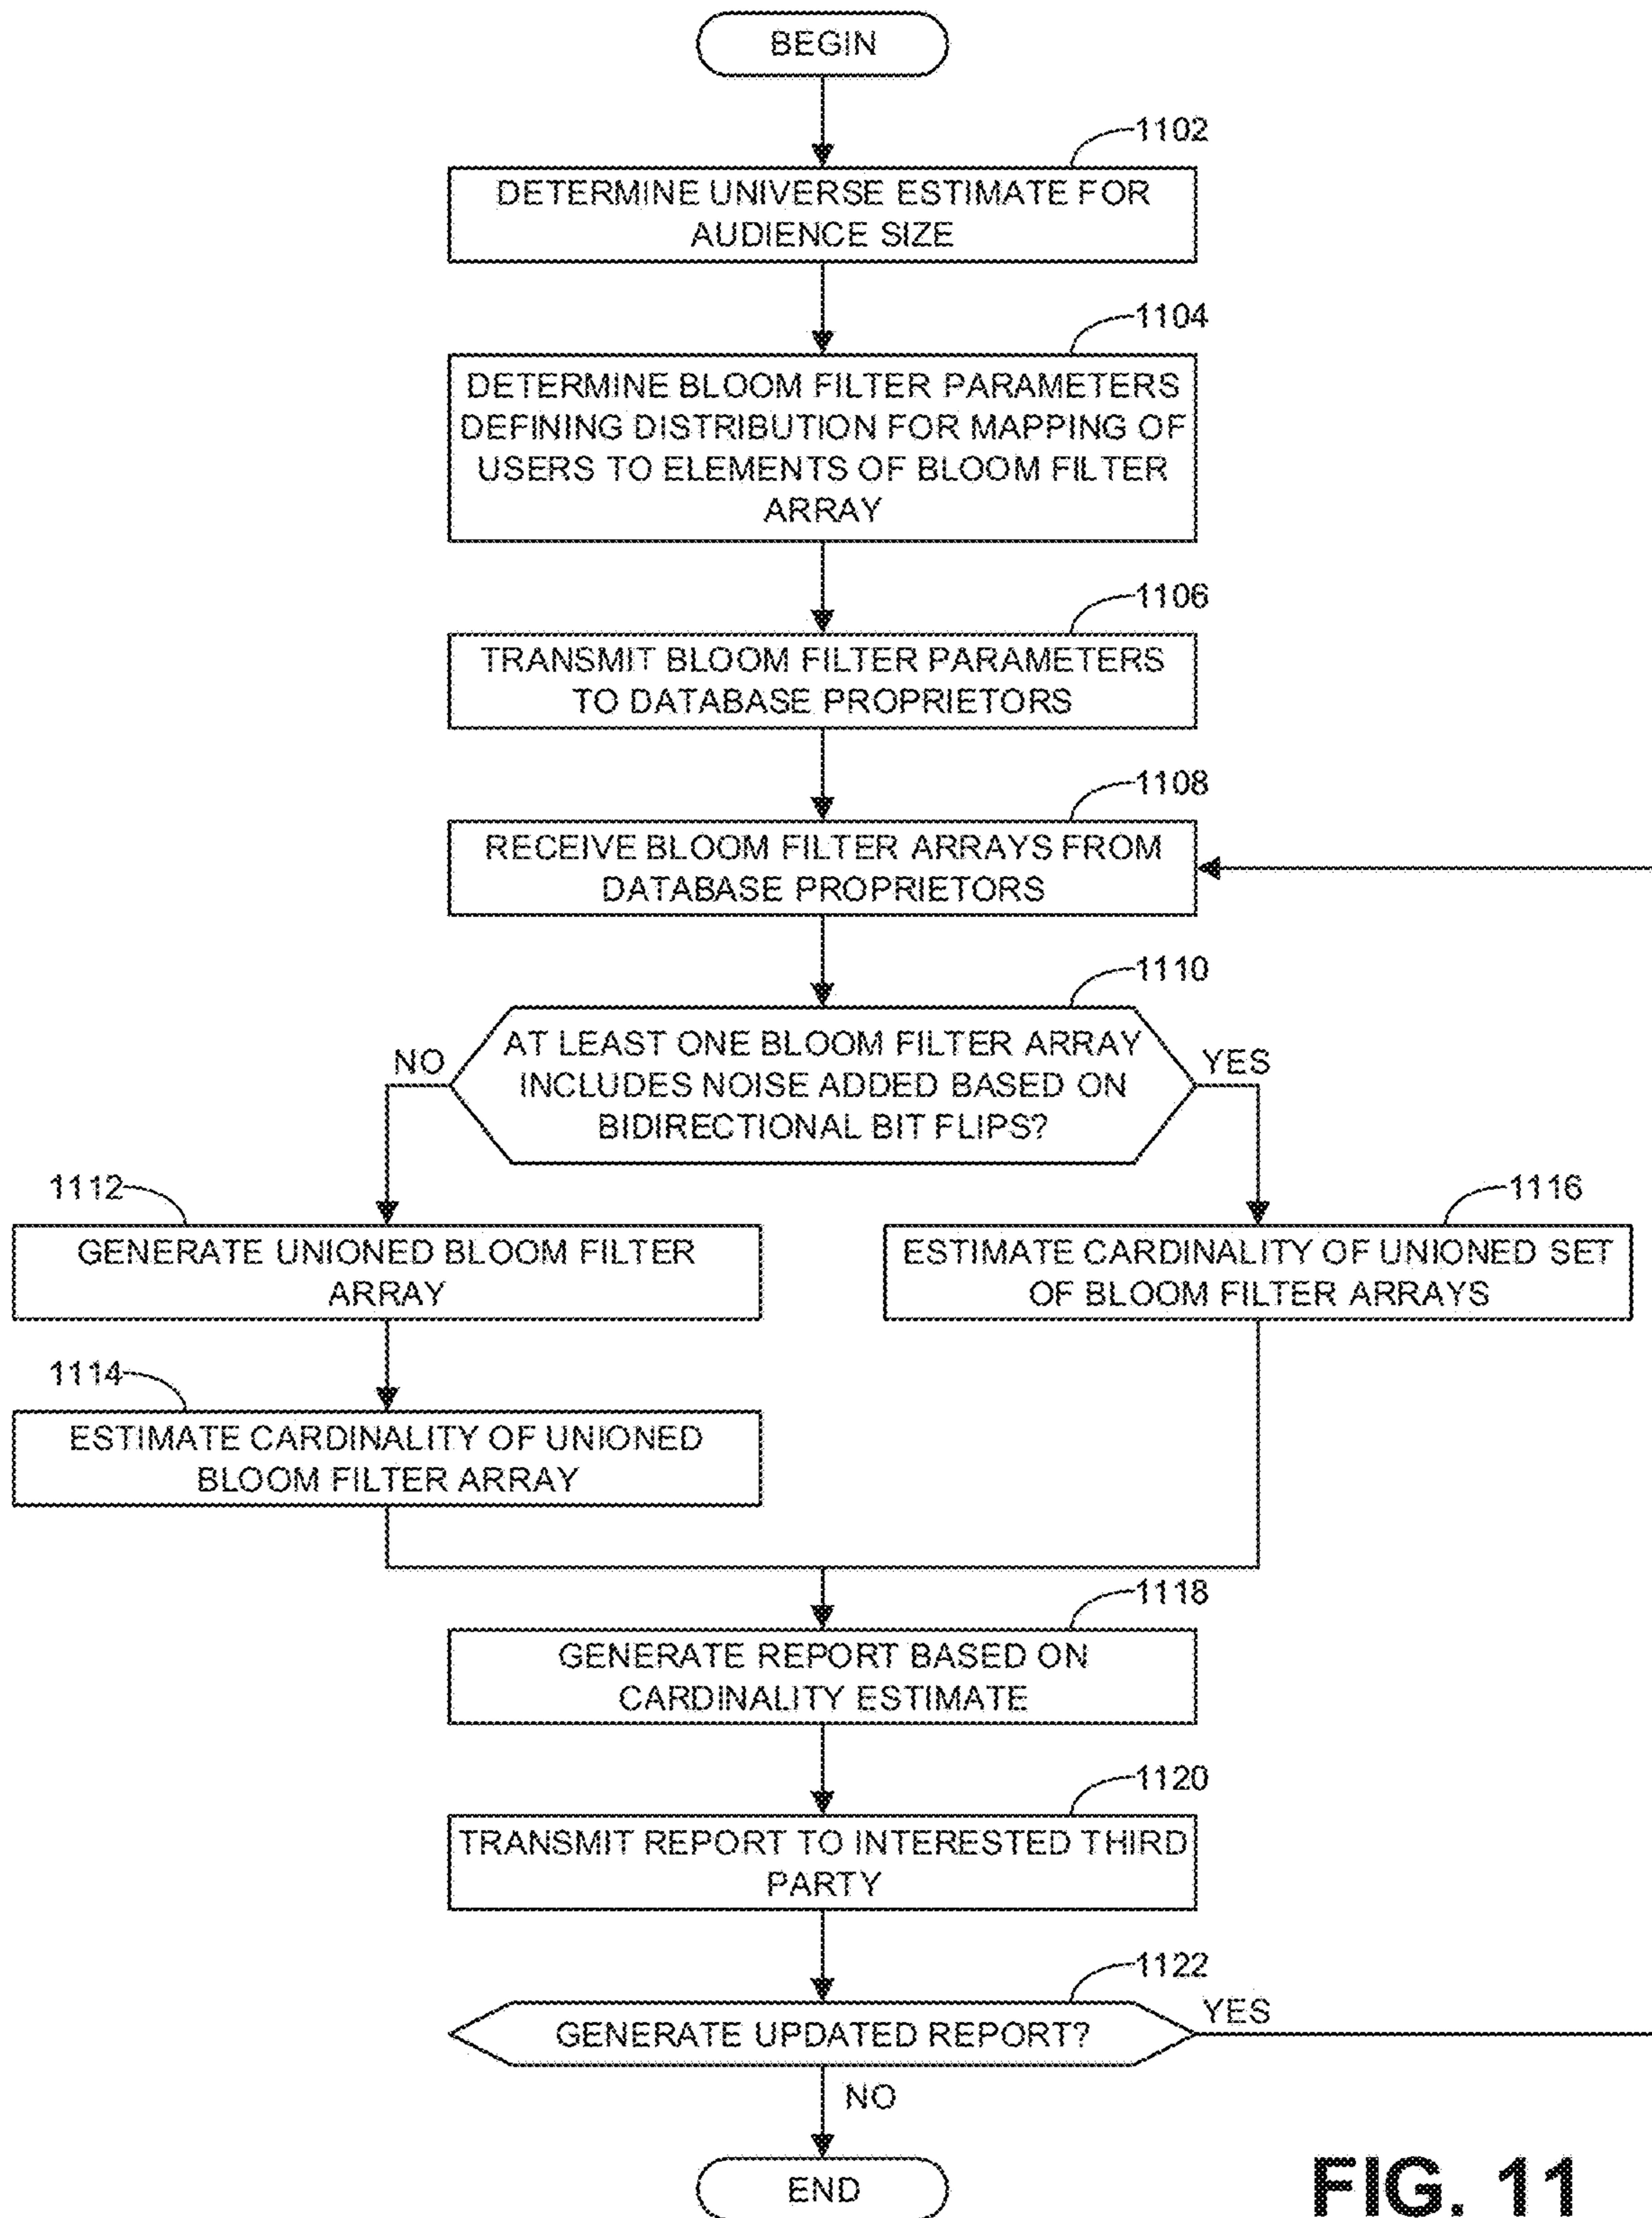 BEGIN
1102
DETERMINE UNIVERSE ESTIMATE FOR
AUDIENCE SIZE
1104
DETERMINE BLOOM FILTER PARAMETERS
DEFINING DISTRIBUTION FOR MAPPING OF
USERS TO ELEMENTS OF BLOOM FILTER
ARRAY
1106
TRANSMIT BLOOM FILTER PARAMETERS
TO DATABASE PROPRIETORS
1108
RECEIVE BLOOM FILTER ARRAYS FROM
DATABASE PROPRIETORS
1110
AT LEAST ONE BLOOM FILTER ARRAY
INCLUDES NOISE ADDED BASED ON
BIDIRECTIONAL BIT FLIPS?
NO
YES
1112
GENERATE UNIONED BLOOM FILTER
ARRAY
1114
ESTIMATE CARDINALITY OF UNIONED
BLOOM FILTER ARRAY
1116
ESTIMATE CARDINALITY OF UNIONED SET
OF BLOOM FILTER ARRAYS
1118
GENERATE REPORT BASED ON
CARDINALITY ESTIMATE
1120
TRANSMIT REPORT TO INTERESTED THIRD
PARTY
1122
GENERATE UPDATED REPORT?
YES
NO
END
FIG. 11